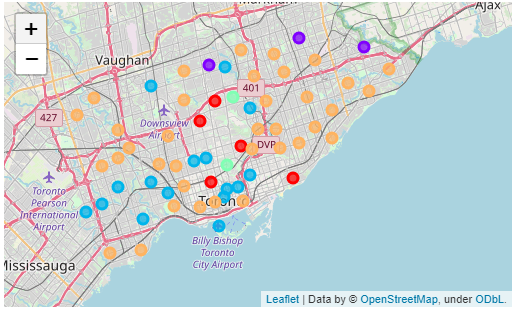 Markham
Ajax
+
−
Vaughan
401
427
Downsview
Airport
DVP
Toronto
Pearson
International
Airport
Toronto
Billy Bishop
Toronto
City Airport
Mississauga
Leaflet | Data by © OpenStreetMap, under ODbL.